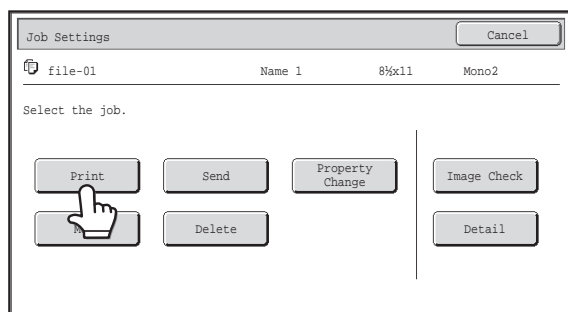 Job Settings
Cancel
file-01 Name 1 8½x11 Mono2
Select the job.
Print Send Property Change Image Check
Delete Detail